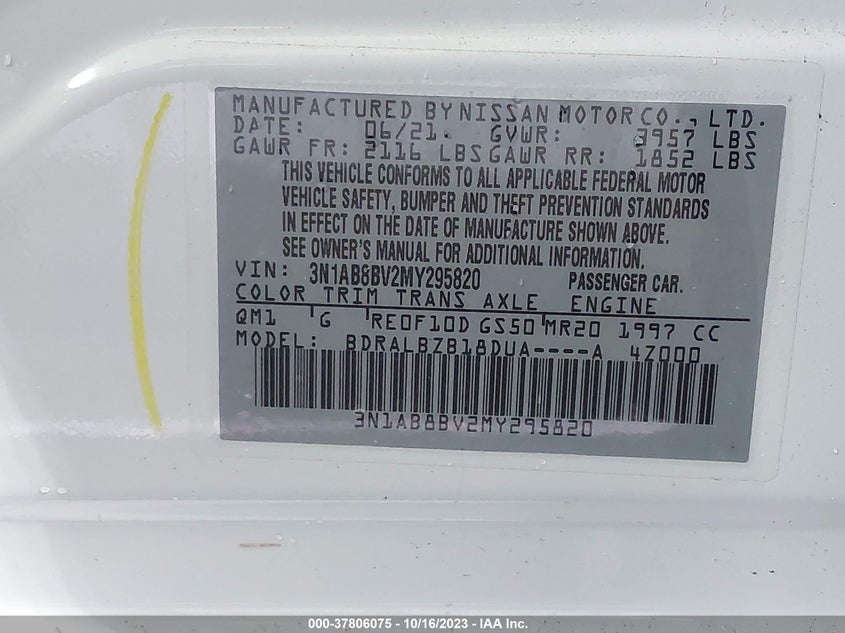 MANUFACTURED BY NISSAN MOTOR CO., LTD.
DATE: 06/21. GVWR: 3957 LBS
GAWR FR: 2116 LBS GAWR RR: 1852 LBS
THIS VEHICLE CONFORMS TO ALL APPLICABLE FEDERAL MOTOR
VEHICLE SAFETY, BUMPER AND THEFT PREVENTION STANDARDS
IN EFFECT ON THE DATE OF MANUFACTURE SHOWN ABOVE.
SEE OWNER'S MANUAL FOR ADDITIONAL INFORMATION.
VIN: 3N1AB8BV2MY295820 PASSENGER CAR.
COLOR TRIM TRANS AXLE ENGINE
QM1 G RE0F10D GS50 MR20 1997 CC
MODEL: BDRALBZB18DUA----A 4Z000
3N1AB8BV2MY295820
000-37806075 | 10/16/2023 - IAA Inc.